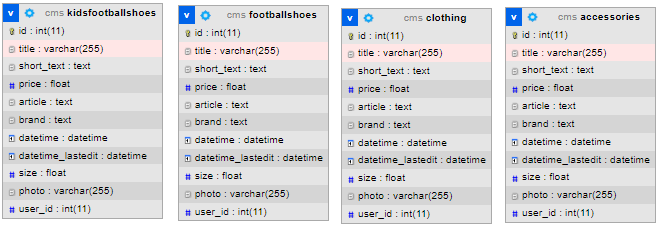 v cms kidsfootballshoes
id : int(11)
title : varchar(255)
short_text : text
price : float
article : text
brand : text
datetime : datetime
datetime_lastedit : datetime
size : float
photo : varchar(255)
user_id : int(11)
v cms footballshoes
id : int(11)
title : varchar(255)
short_text : text
price : float
article : text
brand : text
datetime : datetime
datetime_lastedit : datetime
size : float
photo : varchar(255)
user_id : int(11)
v cms clothing
id : int(11)
title : varchar(255)
short_text : text
price : float
article : text
brand : text
datetime : datetime
datetime_lastedit : datetime
size : float
photo : varchar(255)
user_id : int(11)
v cms accessories
id : int(11)
title : varchar(255)
short_text : text
price : float
article : text
brand : text
datetime : datetime
datetime_lastedit : datetime
size : float
photo : varchar(255)
user_id : int(11)